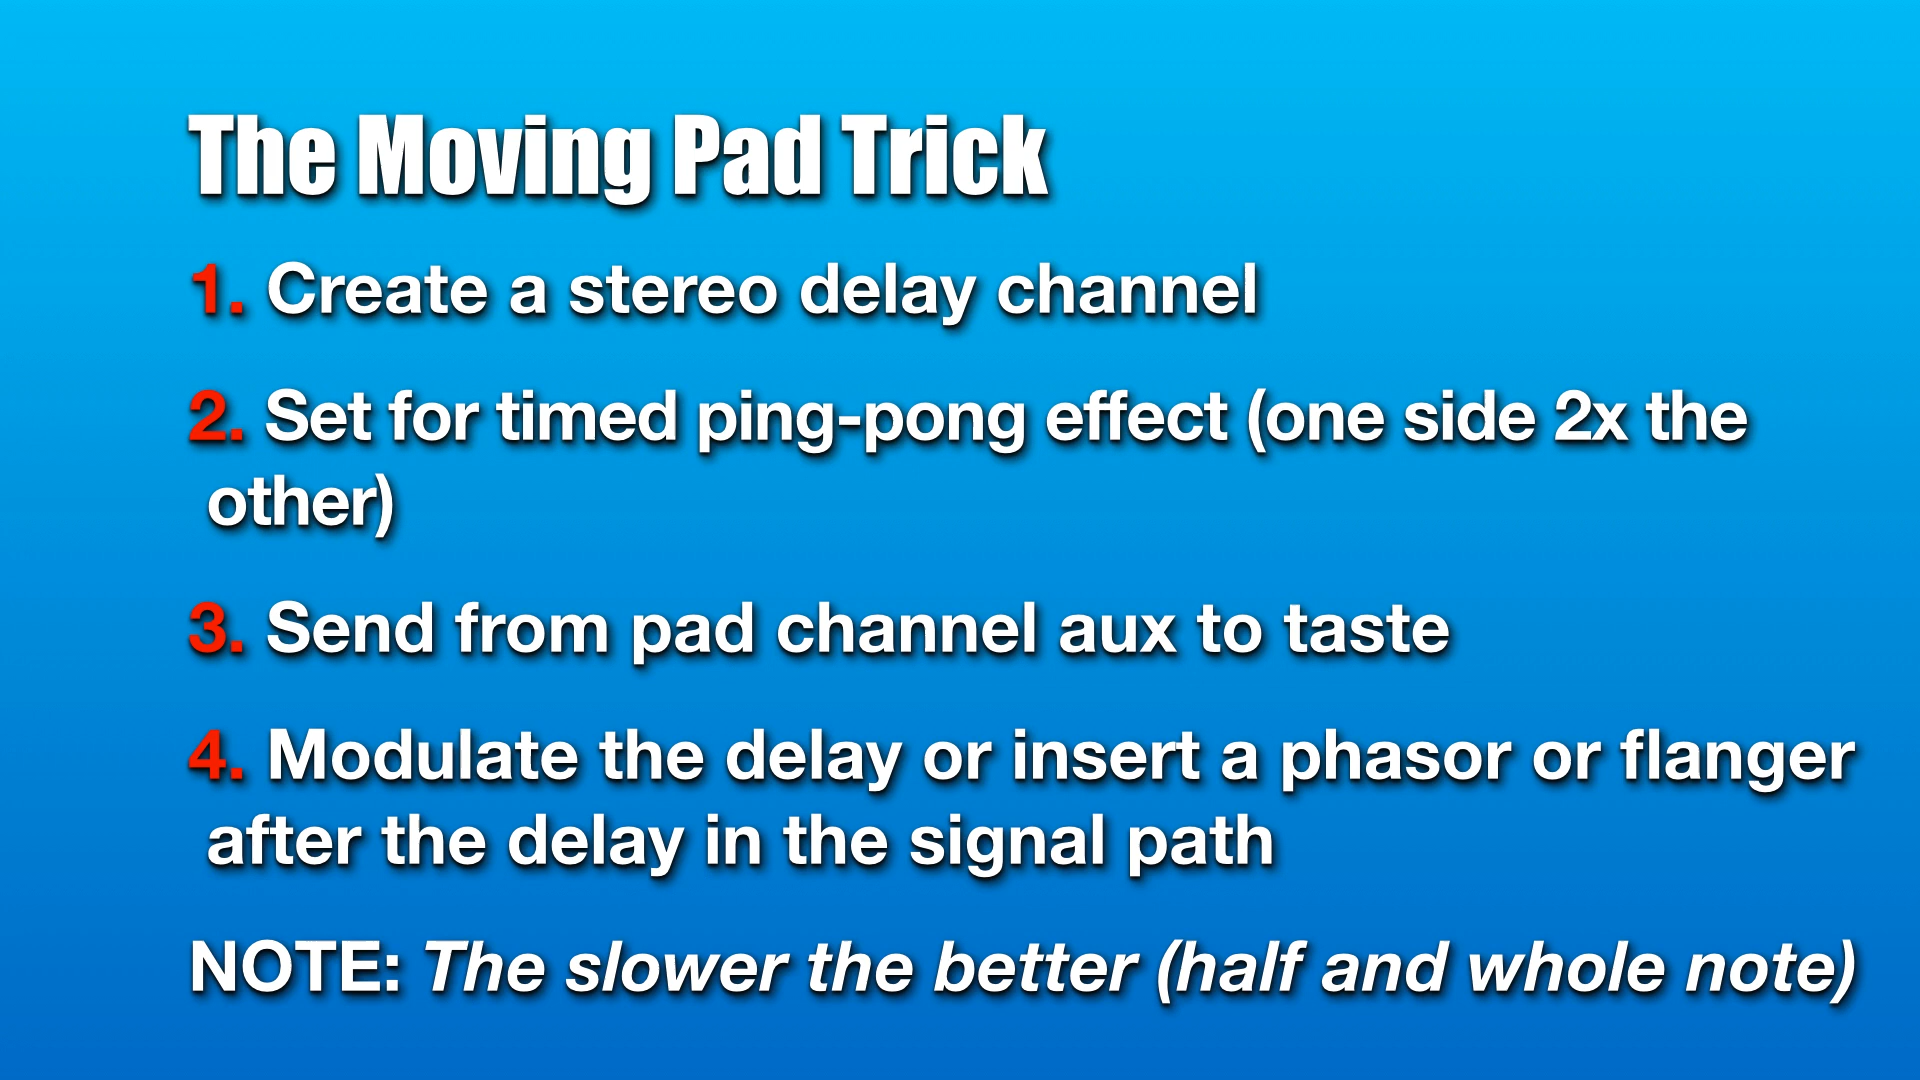 The Moving Pad Trick
1. Create a stereo delay channel
2. Set for timed ping-pong effect (one side 2x the
other)
3. Send from pad channel aux to taste
4. Modulate the delay or insert a phasor or flanger
after the delay in the signal path
NOTE: The slower the better (half and whole note)